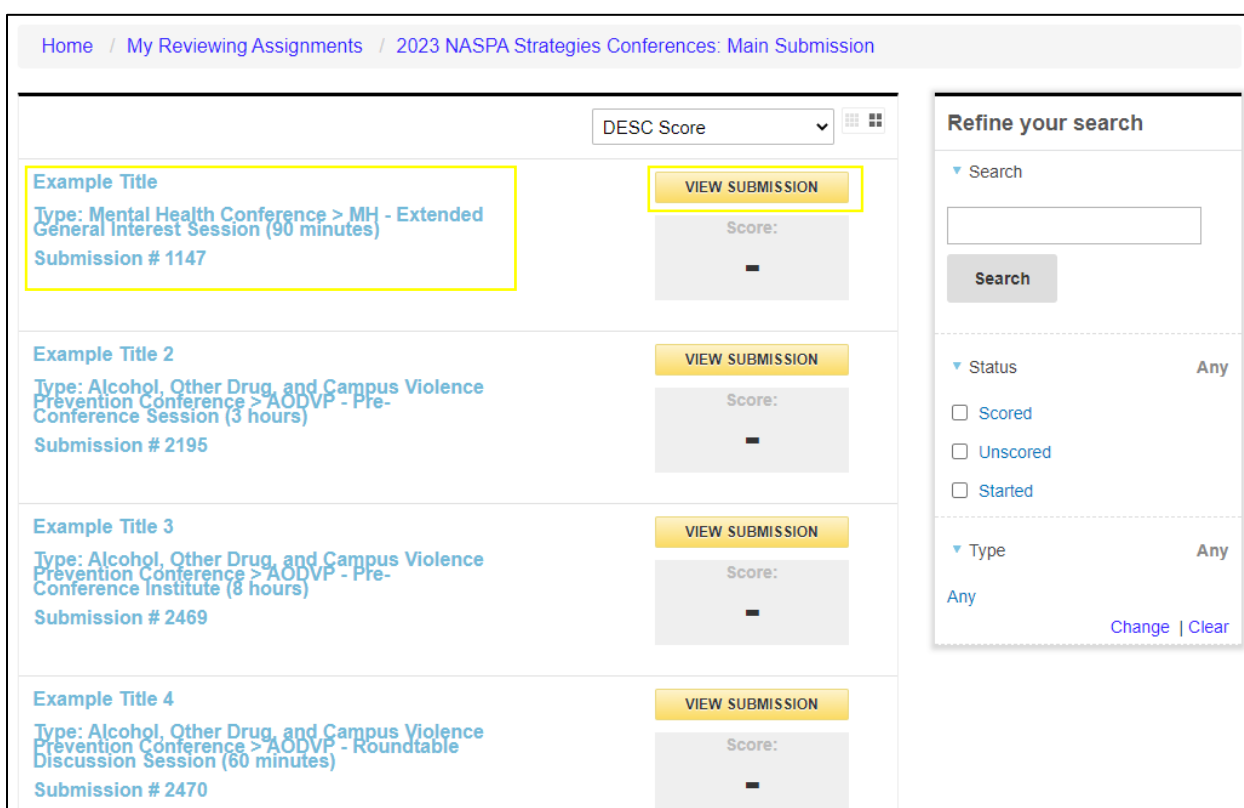 Home / My Reviewing Assignments / 2023 NASPA Strategies Conferences: Main Submission
DESC Score
Example Title
Type: Mental Health Conference > MH - Extended
General Interest Session (90 minutes)
Submission # 1147
VIEW SUBMISSION
Score:
-
Example Title 2
Type: Alcohol, Other Drug, and Campus Violence
Prevention Conference > AODVP - Pre-
Conference Session (3 hours)
Submission # 2195
VIEW SUBMISSION
Score:
-
Example Title 3
Type: Alcohol, Other Drug, and Campus Violence
Prevention Conference > AODVP - Pre-
Conference Institute (8 hours)
Submission # 2469
VIEW SUBMISSION
Score:
-
Example Title 4
Type: Alcohol, Other Drug, and Campus Violence
Prevention Conference > AODVP - Roundtable
Discussion Session (60 minutes)
Submission # 2470
VIEW SUBMISSION
Score:
-
Refine your search
Search
Search
Status Any
Scored
Unscored
Started
Type Any
Any
Change | Clear